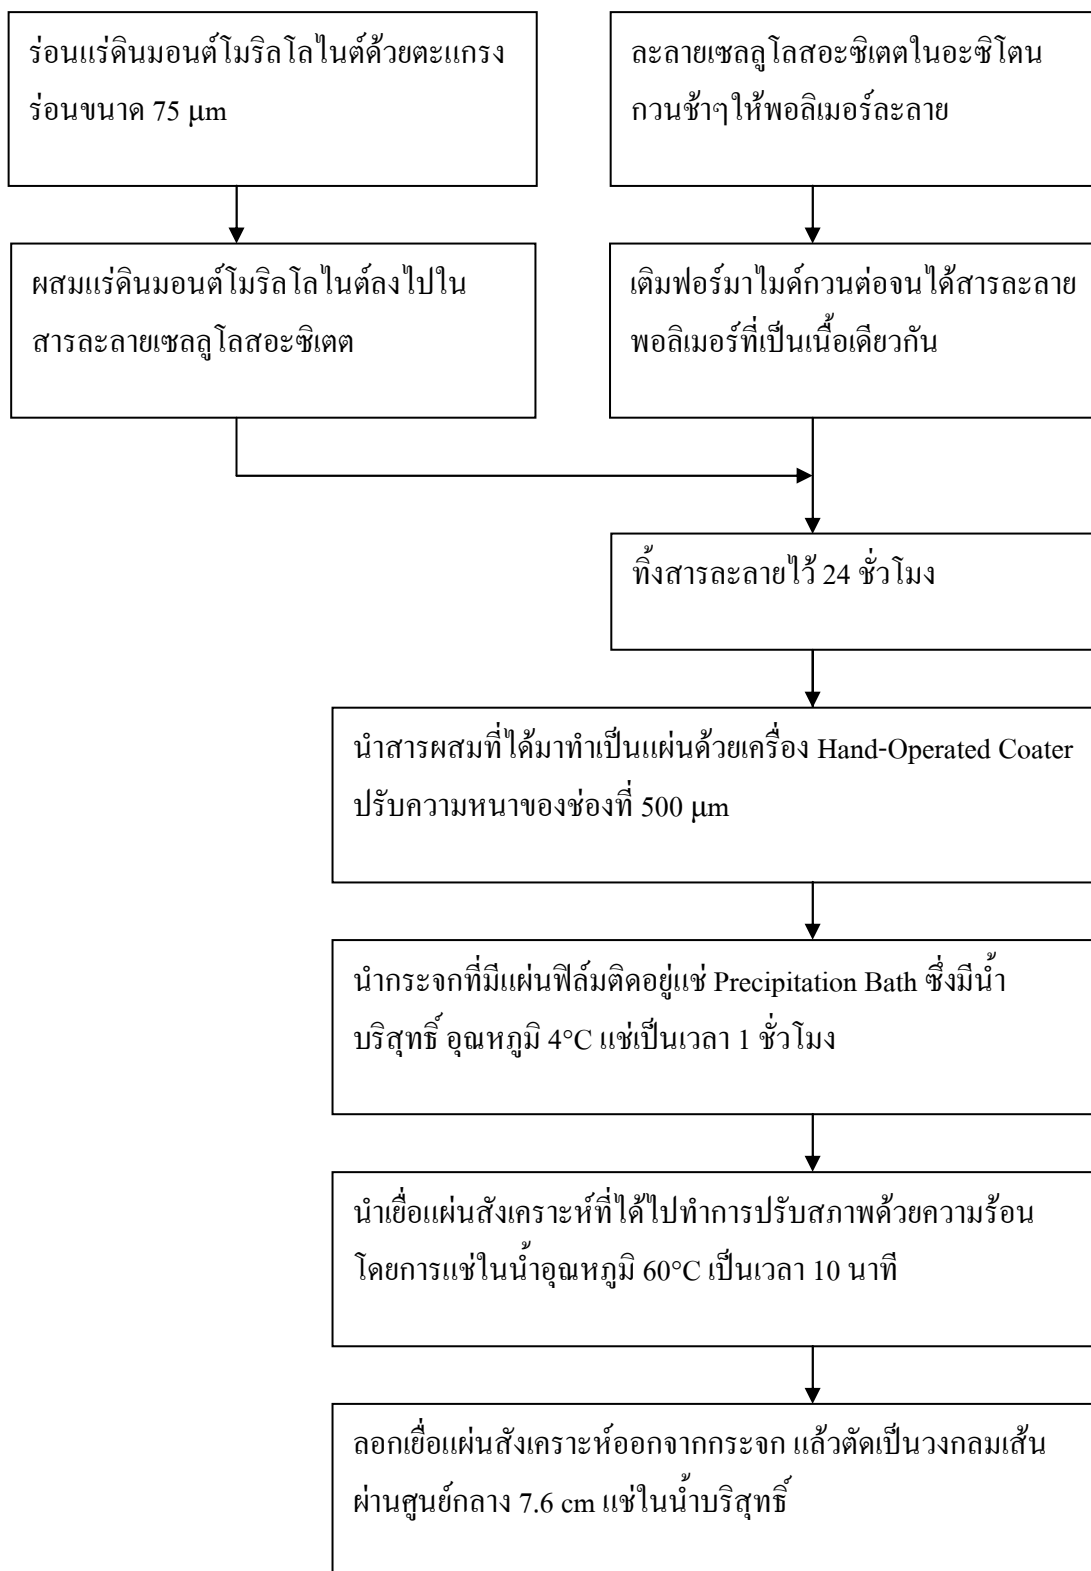 ร่อนแร่ดินมอนต์โมริลโลไนต์ด้วยตะแกรง
ร่อนขนาด 75 μm
ละลายเซลลูโลสอะซิเตตในอะซิโตน
กวนช้าๆให้พอลิเมอร์ละลาย
ผสมแร่ดินมอนต์โมริลโลไนต์ลงไปใน
สารละลายเซลลูโลสอะซิเตต
เติมฟอร์มาไมด์กวนต่อจนได้สารละลาย
พอลิเมอร์ที่เป็นเนื้อเดียวกัน
ทิ้งสารละลายไว้ 24 ชั่วโมง
นำสารผสมที่ได้มาทำเป็นแผ่นด้วยเครื่อง Hand-Operated Coater
ปรับความหนาของช่องที่ 500 μm
นำกระจกที่มีแผ่นฟิล์มติดอยู่แช่ Precipitation Bath ซึ่งมีน้ำ
บริสุทธิ์ อุณหภูมิ 4°C แช่เป็นเวลา 1 ชั่วโมง
นำเยื่อแผ่นสังเคราะห์ที่ได้ไปทำการปรับสภาพด้วยความร้อน
โดยการแช่ในน้ำอุณหภูมิ 60°C เป็นเวลา 10 นาที
ลอกเยื่อแผ่นสังเคราะห์ออกจากกระจก แล้วตัดเป็นวงกลมเส้น
ผ่านศูนย์กลาง 7.6 cm แช่ในน้ำบริสุทธิ์